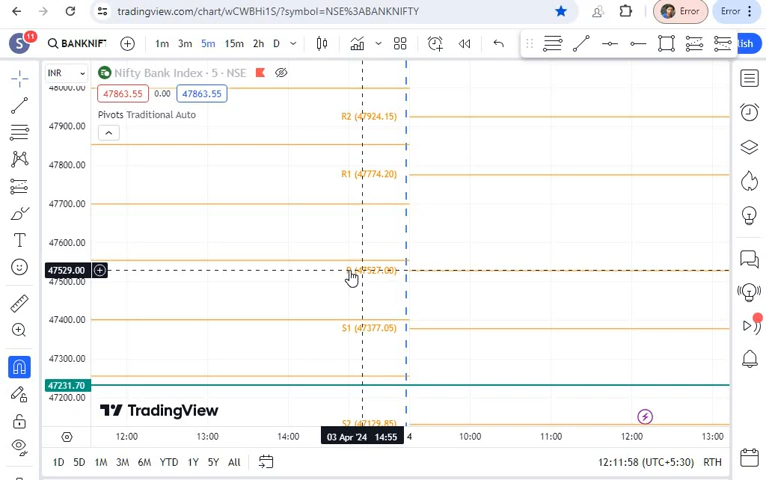 tradingview.com/chart/wCWBHi1S/?symbol=NSE%3ABANKNIFTY
Error
Error
S
11
BANKNIFT
1m 3m 5m 15m 2h D
lish
INR
Nifty Bank Index · 5 · NSE
47863.55 0.00 47863.55
Pivots Traditional Auto
48000.00
R2 (47924.15)
47900.00
47800.00
R1 (47774.20)
47700.00
47600.00
47529.00
P (47527.00)
47500.00
47400.00
S1 (47377.05)
47300.00
47231.70
47200.00
TradingView
S2 (47129.85)
12:00 13:00 14:00 03 Apr '24 14:55 4 10:00 11:00 12:00 13:00
1D 5D 1M 3M 6M YTD 1Y 5Y All
12:11:58 (UTC+5:30) RTH